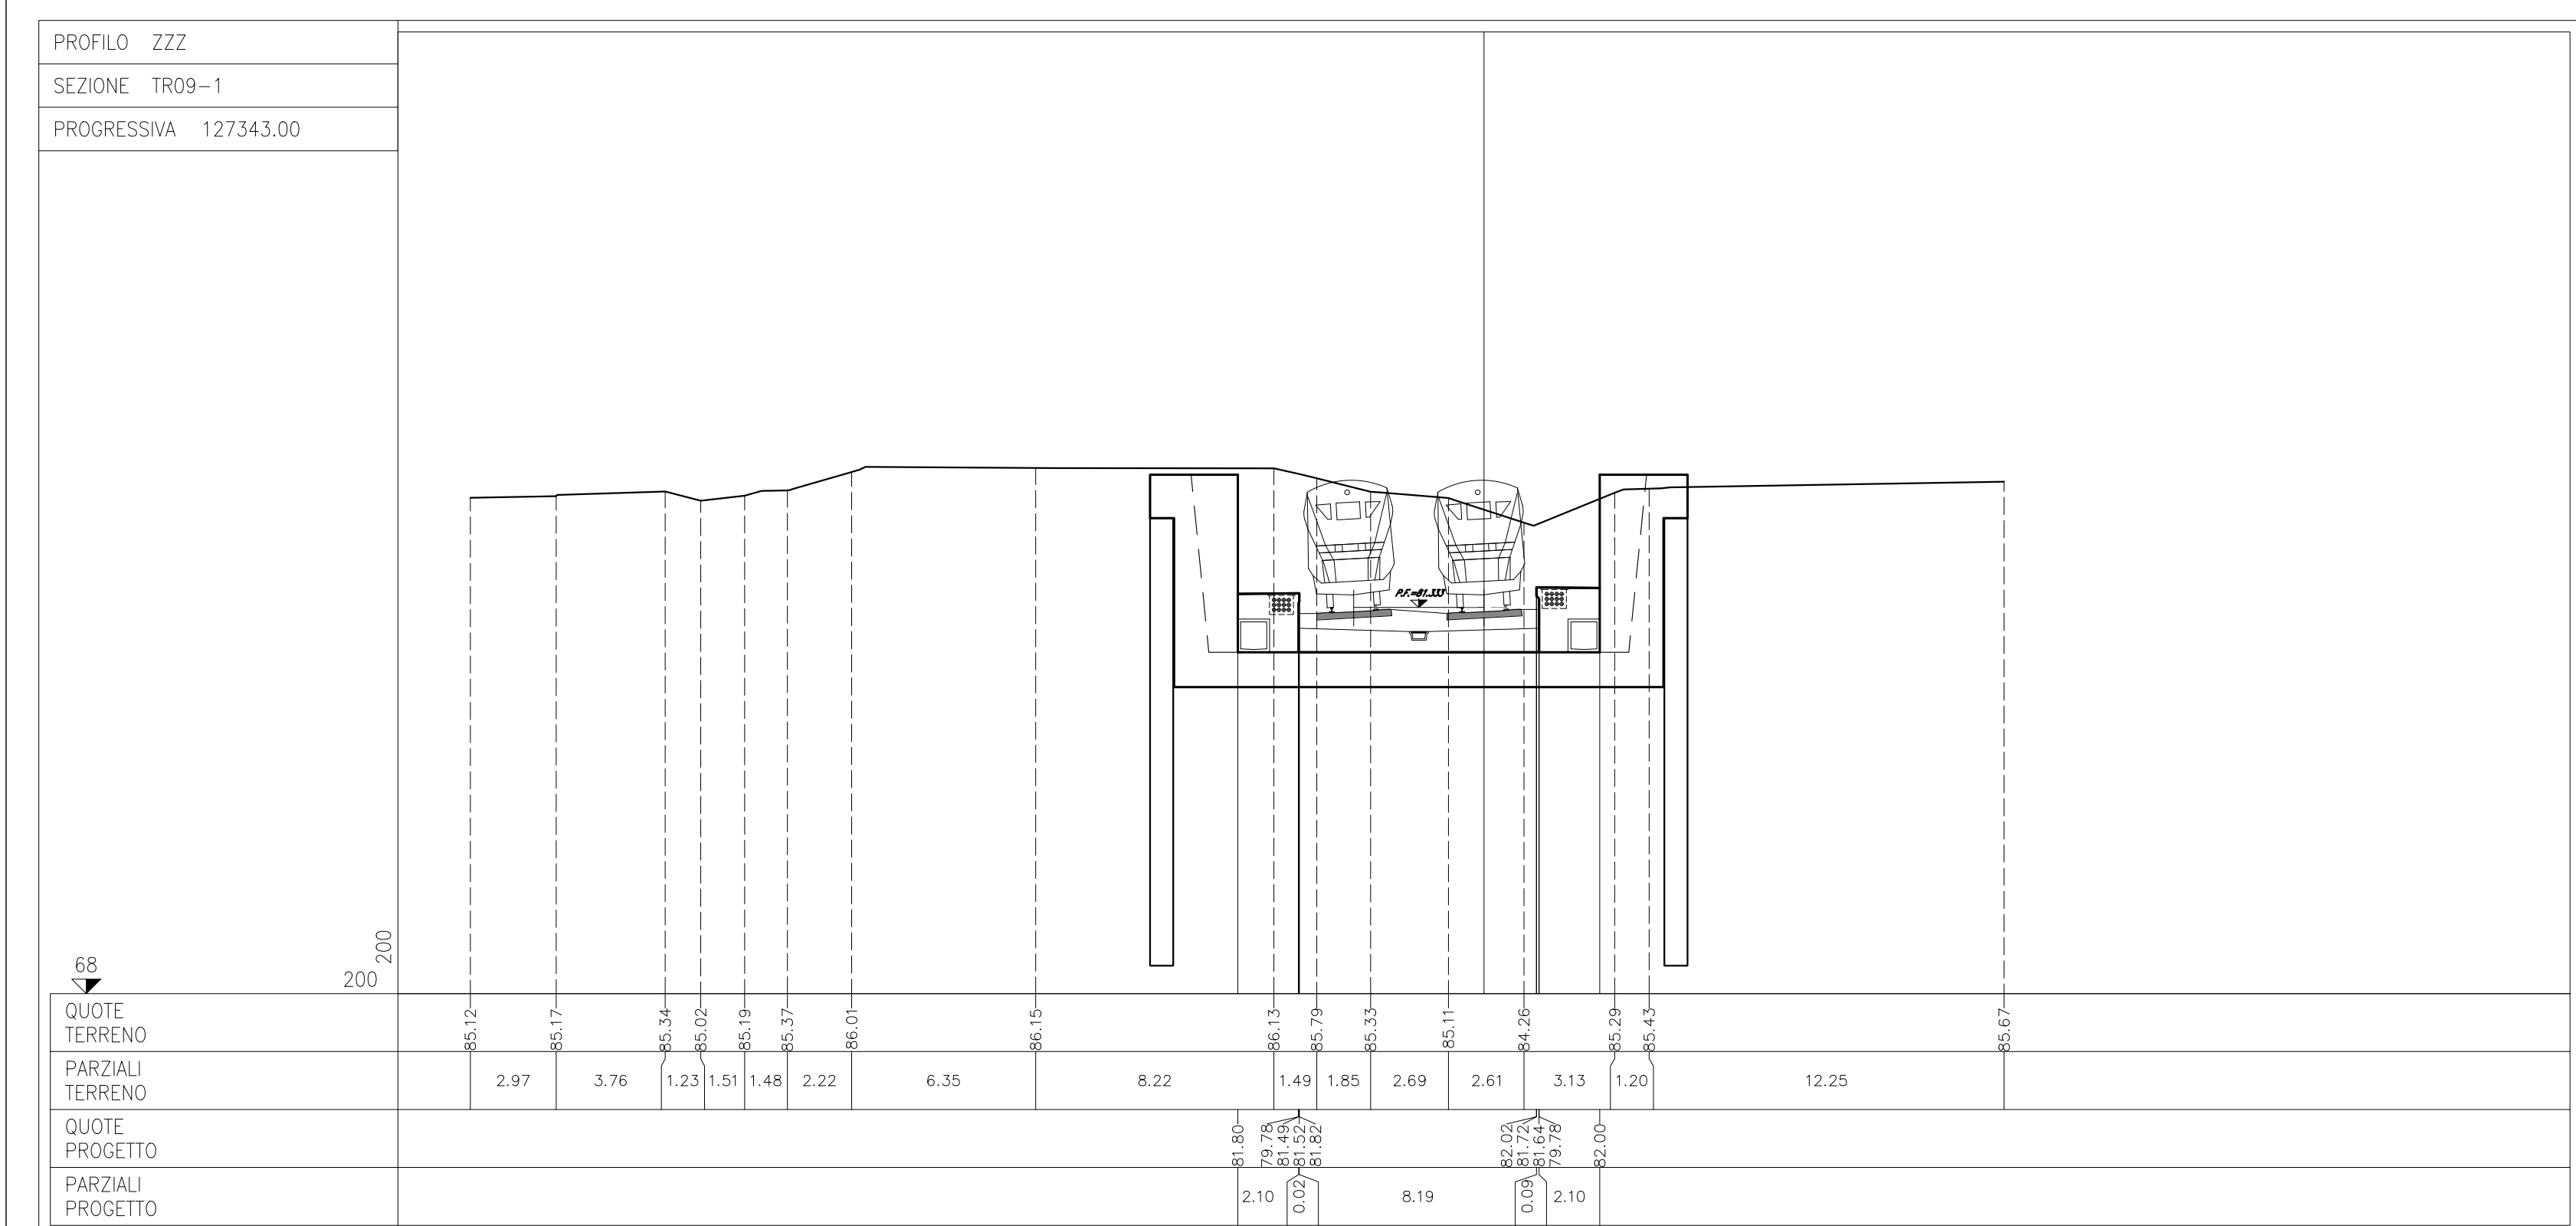 PROFILO ZZZ
SEZIONE TR09-1
PROGRESSIVA 127343.00
P.F.=81.333
200
68
200
QUOTE
TERRENO
85.12 85.17 85.34 85.02 85.19 85.37 86.01 86.15 86.13 85.79 85.33 85.11 84.26 85.29 85.43 85.67
PARZIALI
TERRENO
2.97 3.76 1.23 1.51 1.48 2.22 6.35 8.22 1.49 1.85 2.69 2.61 3.13 1.20 12.25
QUOTE
PROGETTO
81.80 79.78 81.49 81.52 81.82 82.02 81.72 81.64 79.78 82.00
PARZIALI
PROGETTO
2.10 0.02 8.19 0.09 2.10